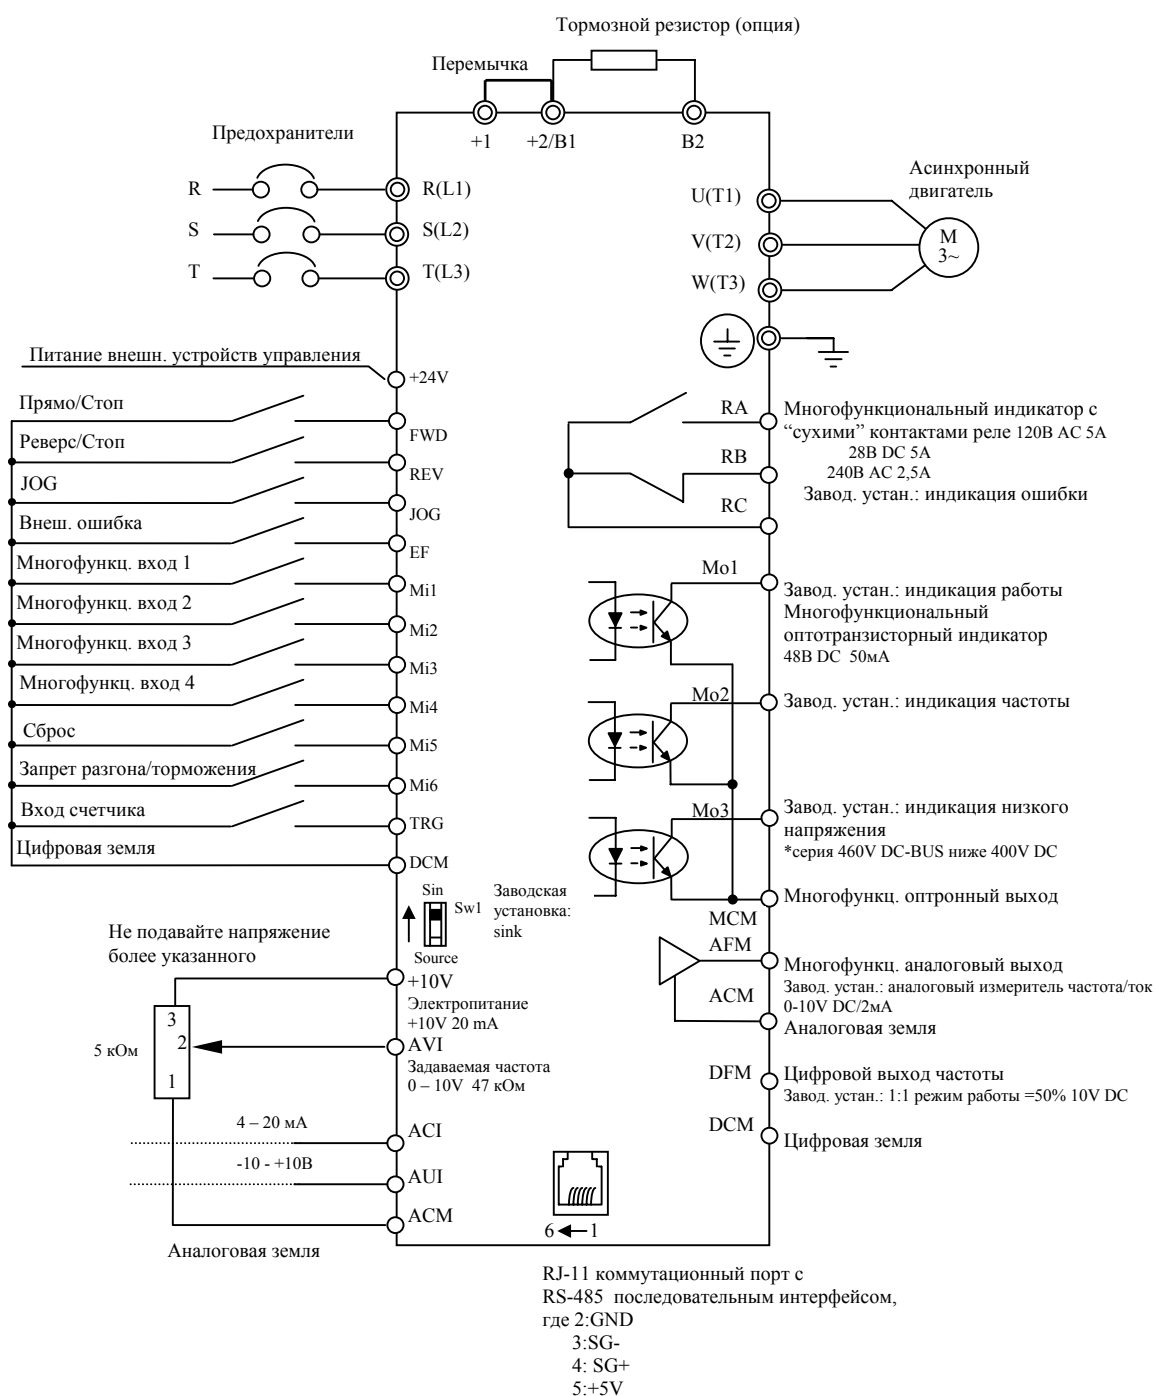 Тормозной резистор (опция)
Перемычка
+1
+2/B1
B2
Предохранители
R
R(L1)
S
S(L2)
T
T(L3)
Асинхронный
двигатель
U(T1)
V(T2)
W(T3)
M
3~
Питание внешн. устройств управления
+24V
Прямо/Стоп
FWD
Реверс/Стоп
REV
JOG
JOG
Внеш. ошибка
EF
Многофункц. вход 1
Mi1
Многофункц. вход 2
Mi2
Многофункц. вход 3
Mi3
Многофункц. вход 4
Mi4
Сброс
Mi5
Запрет разгона/торможения
Mi6
Вход счетчика
TRG
Цифровая земля
DCM
Sin
Sw1
Source
Заводская
установка:
sink
Не подавайте напряжение
более указанного
+10V
Электропитание
+10V 20 mA
3
2
1
5 кОм
AVI
Задаваемая частота
0 – 10V 47 кОм
4 – 20 мА
ACI
-10 - +10В
AUI
ACM
Аналоговая земля
RA
RB
RC
Многофункциональный индикатор с
“сухими” контактами реле 120В AC 5А
28В DC 5А
240В AC 2,5А
Завод. устан.: индикация ошибки
Mo1
Завод. устан.: индикация работы
Многофункциональный
оптотранзисторный индикатор
48В DC 50мА
Mo2
Завод. устан.: индикация частоты
Mo3
Завод. устан.: индикация низкого
напряжения
*серия 460V DC-BUS ниже 400V DC
Многофункц. оптронный выход
MCM
AFM
Многофункц. аналоговый выход
Завод. устан.: аналоговый измеритель частота/ток
0-10V DC/2мА
ACM
Аналоговая земля
DFM
Цифровой выход частоты
Завод. устан.: 1:1 режим работы =50% 10V DC
DCM
Цифровая земля
6
1
RJ-11 коммутационный порт с
RS-485 последовательным интерфейсом,
где 2:GND
3:SG-
4: SG+
5:+5V